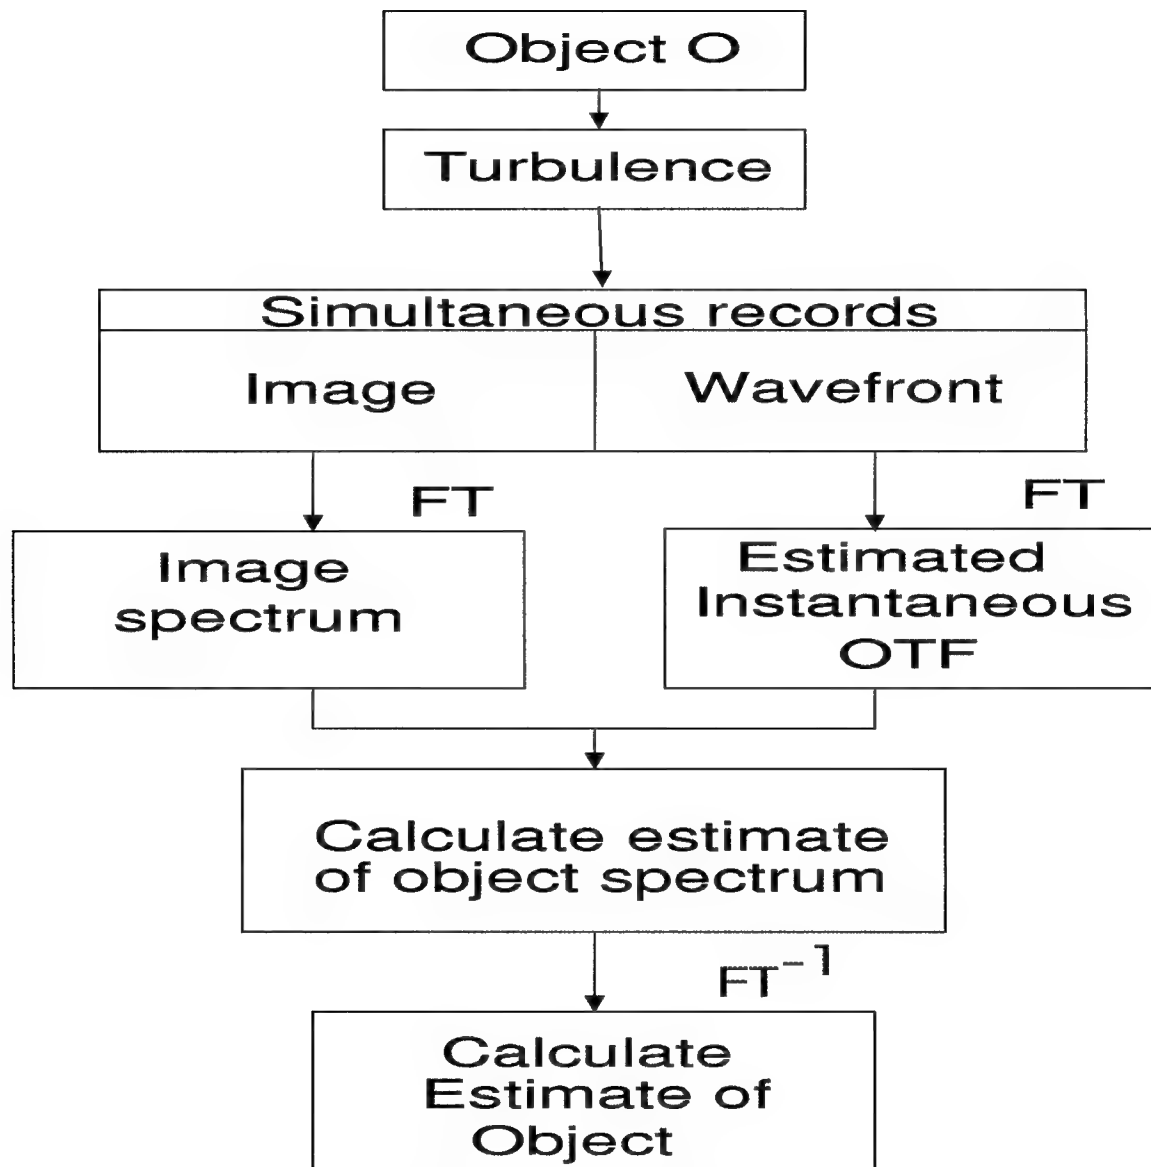 Object O
Turbulence
Simultaneous records
Image
Wavefront
FT
FT
Image
spectrum
Estimated
Instantaneous
OTF
Calculate estimate
of object spectrum
FT⁻¹
Calculate
Estimate of
Object